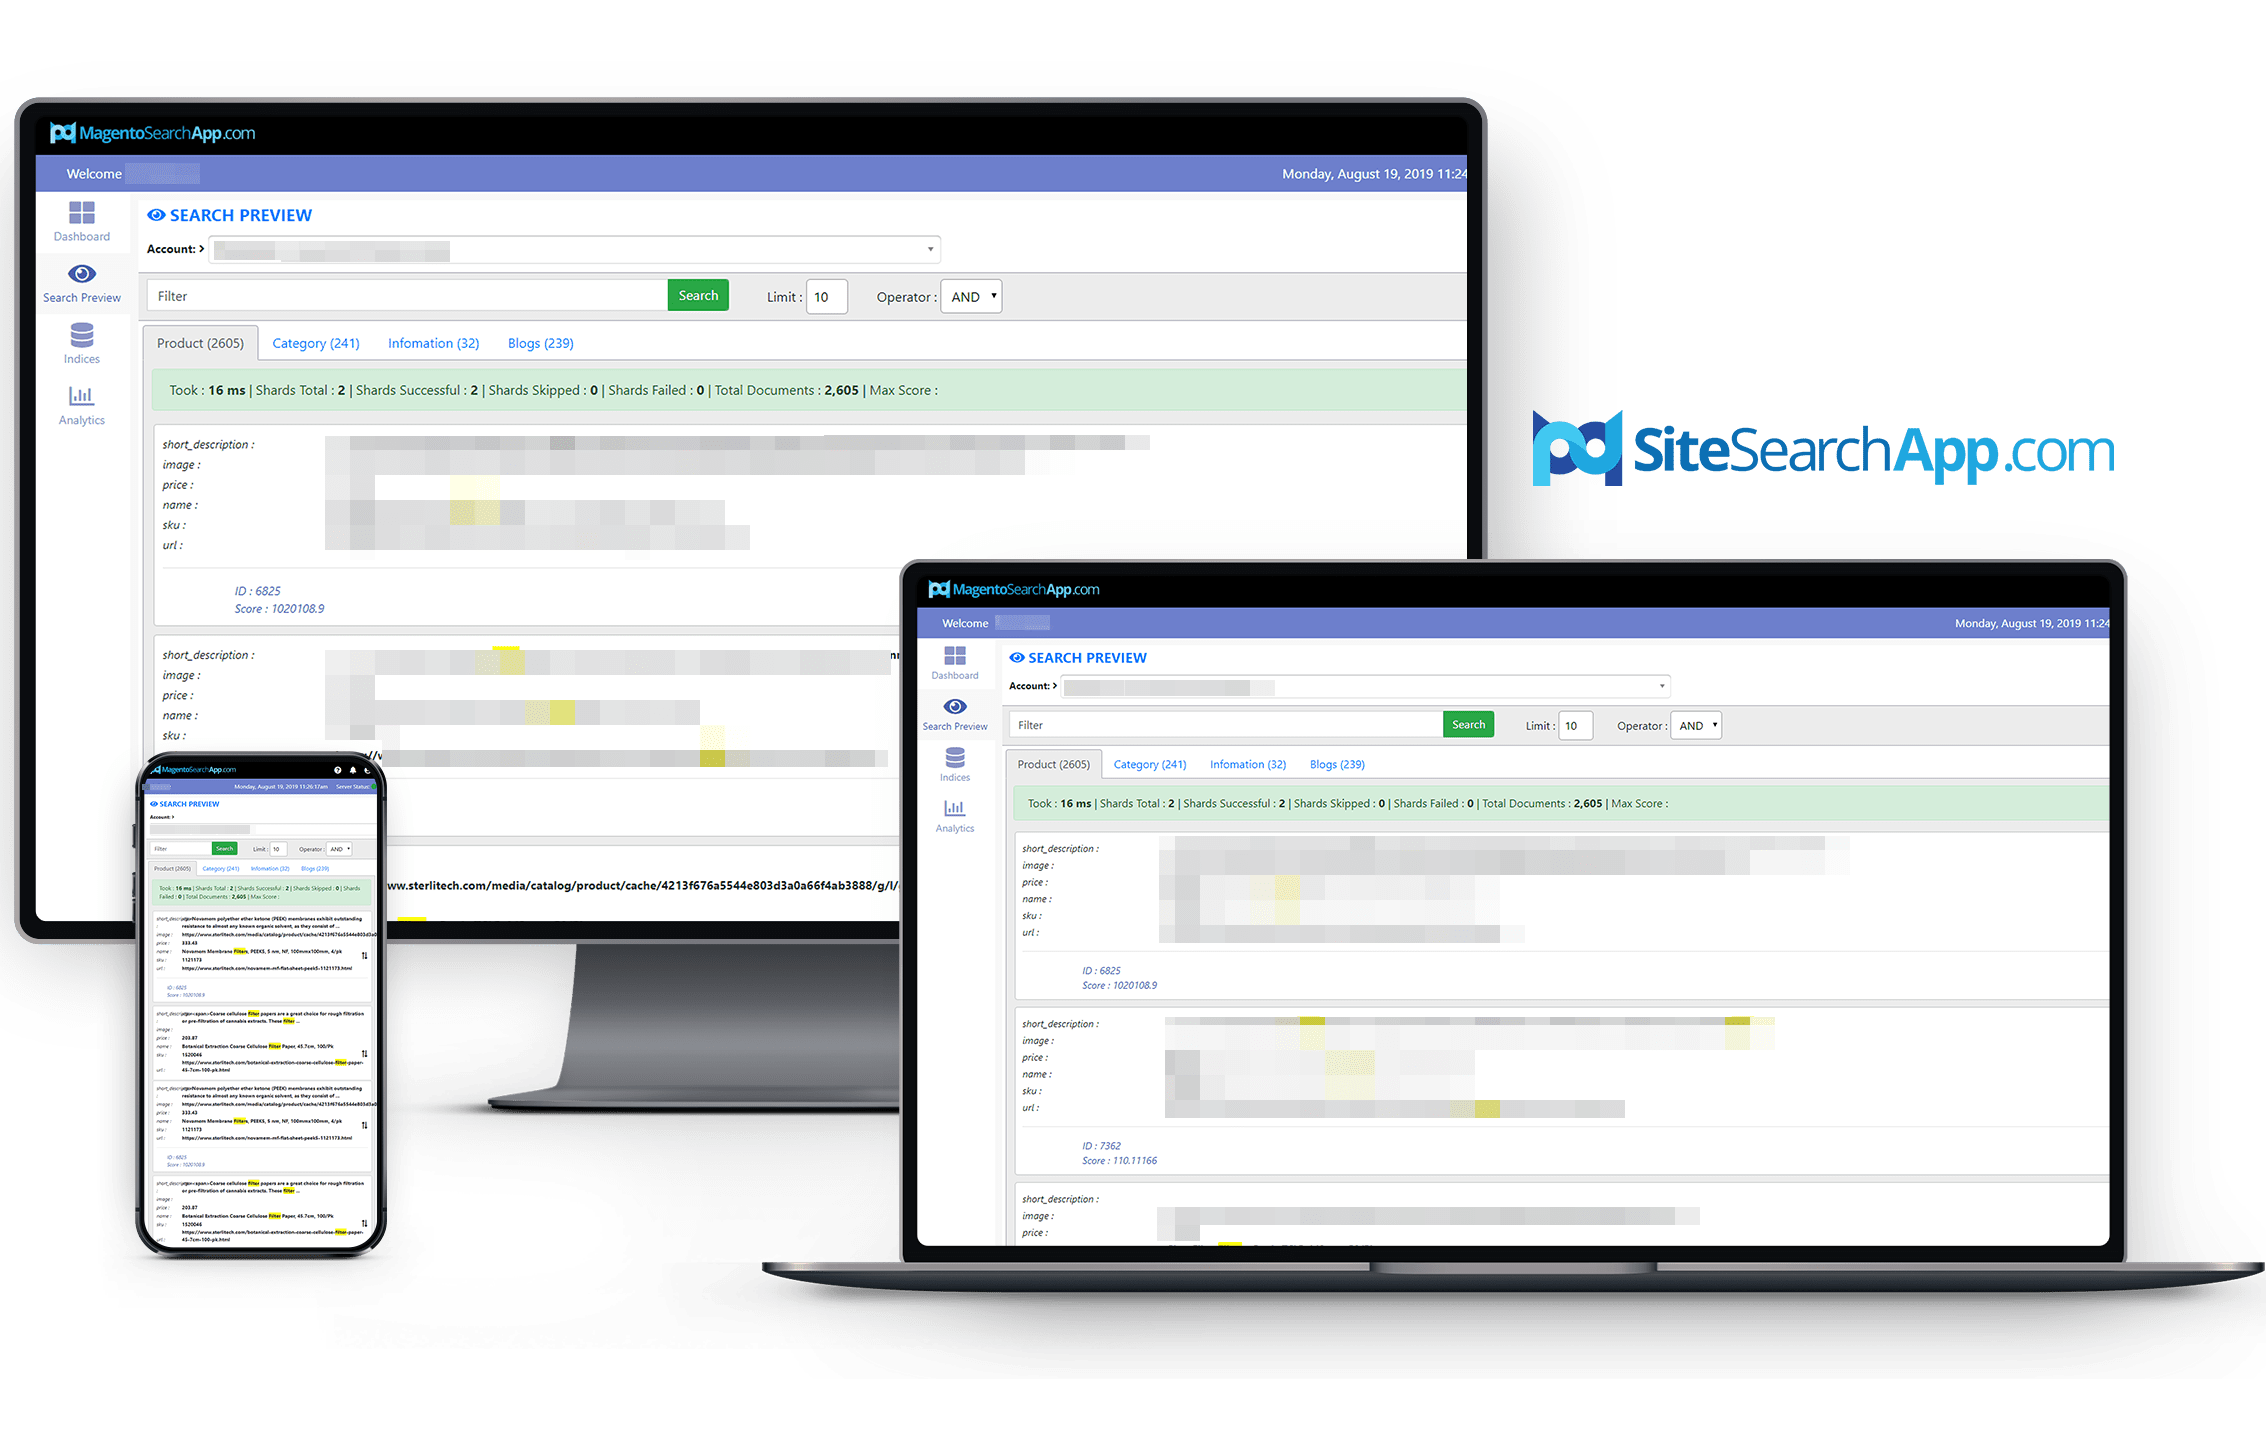 MagentoSearchApp.com
Welcome
Monday, August 19, 2019 11:24
Dashboard
Search Preview
Indices
Analytics
SEARCH PREVIEW
Account: >
Filter
Search
Limit : 10
Operator : AND
Product (2605) Category (241) Infomation (32) Blogs (239)
Took : 16 ms | Shards Total : 2 | Shards Successful : 2 | Shards Skipped : 0 | Shards Failed : 0 | Total Documents : 2,605 | Max Score :
short_description :
image :
price :
name :
sku :
url :
ID : 6825
Score : 1020108.9
short_description :
image :
price :
name :
sku :
ww.sterlitech.com/media/catalog/product/cache/4213f676a5544e803d3a0a66f4ab3888/g/l/
SiteSearchApp.com
MagentoSearchApp.com
Welcome
Monday, August 19, 2019 11:24
Dashboard
Search Preview
Indices
Analytics
SEARCH PREVIEW
Account: >
Filter
Search
Limit : 10
Operator : AND
Product (2605) Category (241) Infomation (32) Blogs (239)
Took : 16 ms | Shards Total : 2 | Shards Successful : 2 | Shards Skipped : 0 | Shards Failed : 0 | Total Documents : 2,605 | Max Score :
short_description :
image :
price :
name :
sku :
url :
ID : 6825
Score : 1020108.9
short_description :
image :
price :
name :
sku :
url :
ID : 7362
Score : 110.11166
short_description :
image :
price :
MagentoSearchApp.com
Monday, August 19, 2019 11:26:17am Server Status:
SEARCH PREVIEW
Account: >
Filter
Search
Limit : 10
Operator : AND
Product (2605) Category (241) Infomation (32) Blogs (239)
Took : 16 ms | Shards Total : 2 | Shards Successful : 2 | Shards Skipped : 0 | Shards
Failed : 0 | Total Documents : 2,605 | Max Score :
Novamem polyether ether ketone (PEEK) membranes exhibit outstanding
resistance to almost any known organic solvent, as they consist of ...
image : https://www.sterlitech.com/media/catalog/product/cache/4213f676a5544e803d3a0
price : 333.43
name : Novamem Membrane Filters, PEEKS, 5 nm, NF, 100mmx100mm, 4/pk
sku : 1121173
url : https://www.sterlitech.com/novamem-mf-flat-sheet-peek5-1121173.html
ID : 6825
Score : 1020108.9
<span>Coarse cellulose filter papers are a great choice for rough filtration
or pre-filtration of cannabis extracts. These filter ...
image :
price : 203.87
name : Botanical Extraction Coarse Cellulose Filter Paper, 45.7cm, 100/Pk
sku : 1520046
https://www.sterlitech.com/botanical-extraction-coarse-cellulose-filter-paper-
url : 45-7cm-100-pk.html
Novamem polyether ether ketone (PEEK) membranes exhibit outstanding
resistance to almost any known organic solvent, as they consist of ...
image : https://www.sterlitech.com/media/catalog/product/cache/4213f676a5544e803d3a0
price : 333.43
name : Novamem Membrane Filters, PEEKS, 5 nm, NF, 100mmx100mm, 4/pk
sku : 1121173
url : https://www.sterlitech.com/novamem-mf-flat-sheet-peek5-1121173.html
ID : 6825
Score : 1020108.9
<span>Coarse cellulose filter papers are a great choice for rough filtration
or pre-filtration of cannabis extracts. These filter ...
image :
price : 203.87
name : Botanical Extraction Coarse Cellulose Filter Paper, 45.7cm, 100/Pk
sku : 1520046
https://www.sterlitech.com/botanical-extraction-coarse-cellulose-filter-paper-
url : 45-7cm-100-pk.html